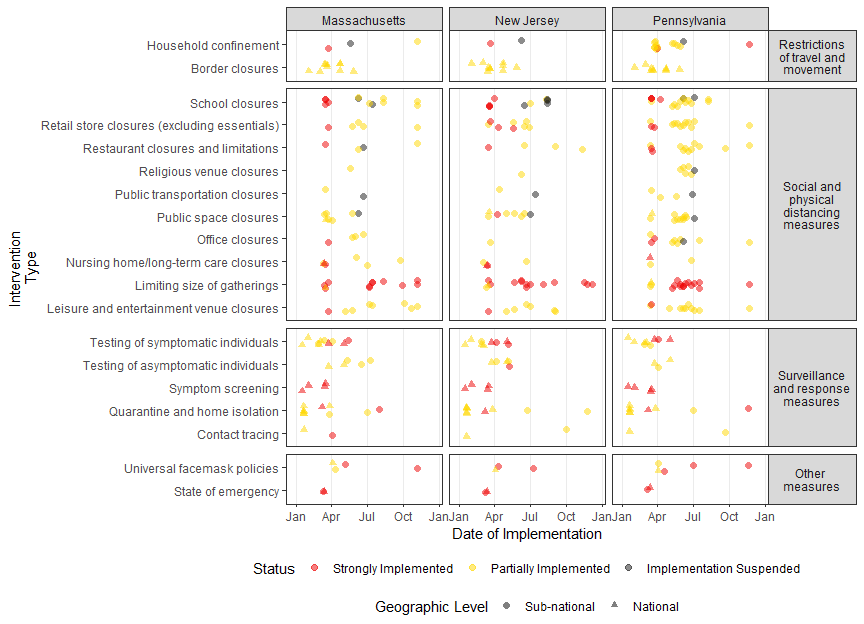 Massachusetts
New Jersey
Pennsylvania
Household confinement
Border closures
Restrictions
of travel and
movement
School closures
Retail store closures (excluding essentials)
Restaurant closures and limitations
Religious venue closures
Public transportation closures
Public space closures
Office closures
Nursing home/long-term care closures
Limiting size of gatherings
Leisure and entertainment venue closures
Social and
physical
distancing
measures
Intervention
Type
Testing of symptomatic individuals
Testing of asymptomatic individuals
Symptom screening
Quarantine and home isolation
Contact tracing
Surveillance
and response
measures
Universal facemask policies
State of emergency
Other
measures
Jan Apr Jul Oct Jan Jan Apr Jul Oct Jan Jan Apr Jul Oct Jan
Date of Implementation
Status Strongly Implemented Partially Implemented Implementation Suspended
Geographic Level Sub-national National